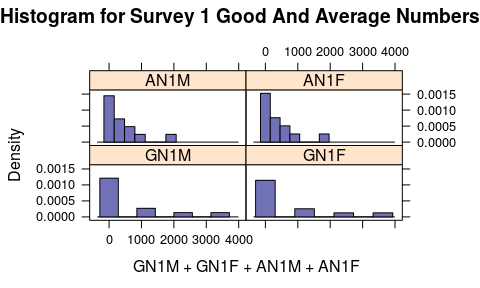 Histogram for Survey 1 Good And Average Numbers
0 1000 2000 3000 4000
AN1M AN1F
0.0015
0.0010
0.0005
0.0000
Density
GN1M GN1F
0.0015
0.0010
0.0005
0.0000
0 1000 2000 3000 4000
GN1M + GN1F + AN1M + AN1F